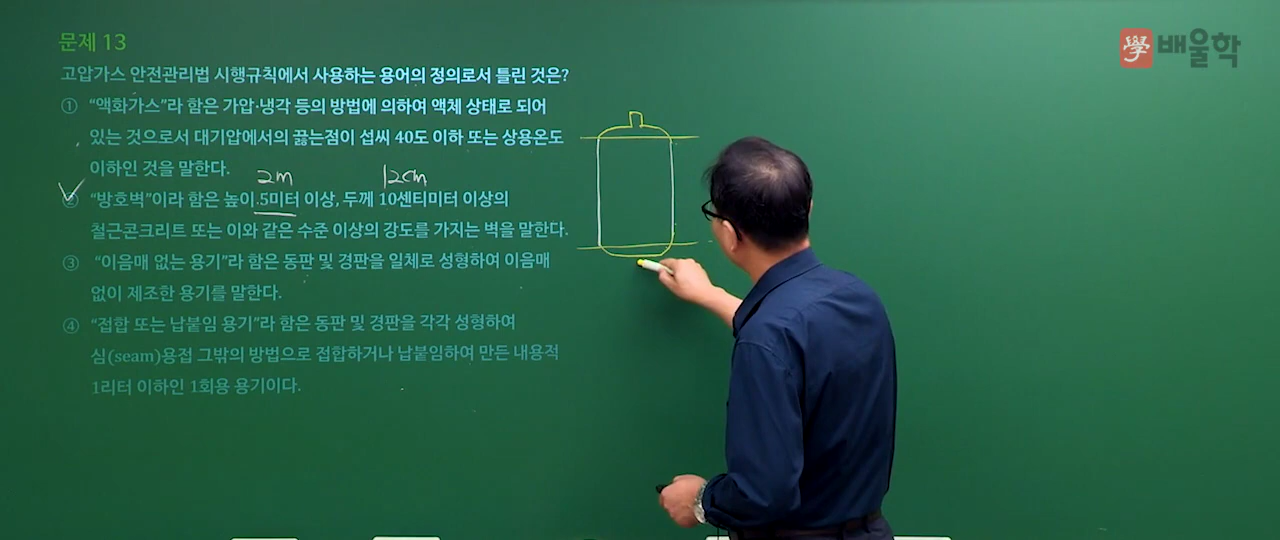 문제 13
學 배울학
고압가스 안전관리법 시행규칙에서 사용하는 용어의 정의로서 틀린 것은?
① “액화가스”라 함은 가압·냉각 등의 방법에 의하여 액체 상태로 되어
있는 것으로서 대기압에서의 끓는점이 섭씨 40도 이하 또는 상용온도
이하인 것을 말한다.
2m 12cm
② “방호벽”이라 함은 높이 .5미터 이상, 두께 10센티미터 이상의
철근콘크리트 또는 이와 같은 수준 이상의 강도를 가지는 벽을 말한다.
③ “이음매 없는 용기”라 함은 동판 및 경판을 일체로 성형하여 이음매
없이 제조한 용기를 말한다.
④ “접합 또는 납붙임 용기”라 함은 동판 및 경판을 각각 성형하여
심(seam)용접 그밖의 방법으로 접합하거나 납붙임하여 만든 내용적
1리터 이하인 1회용 용기이다.